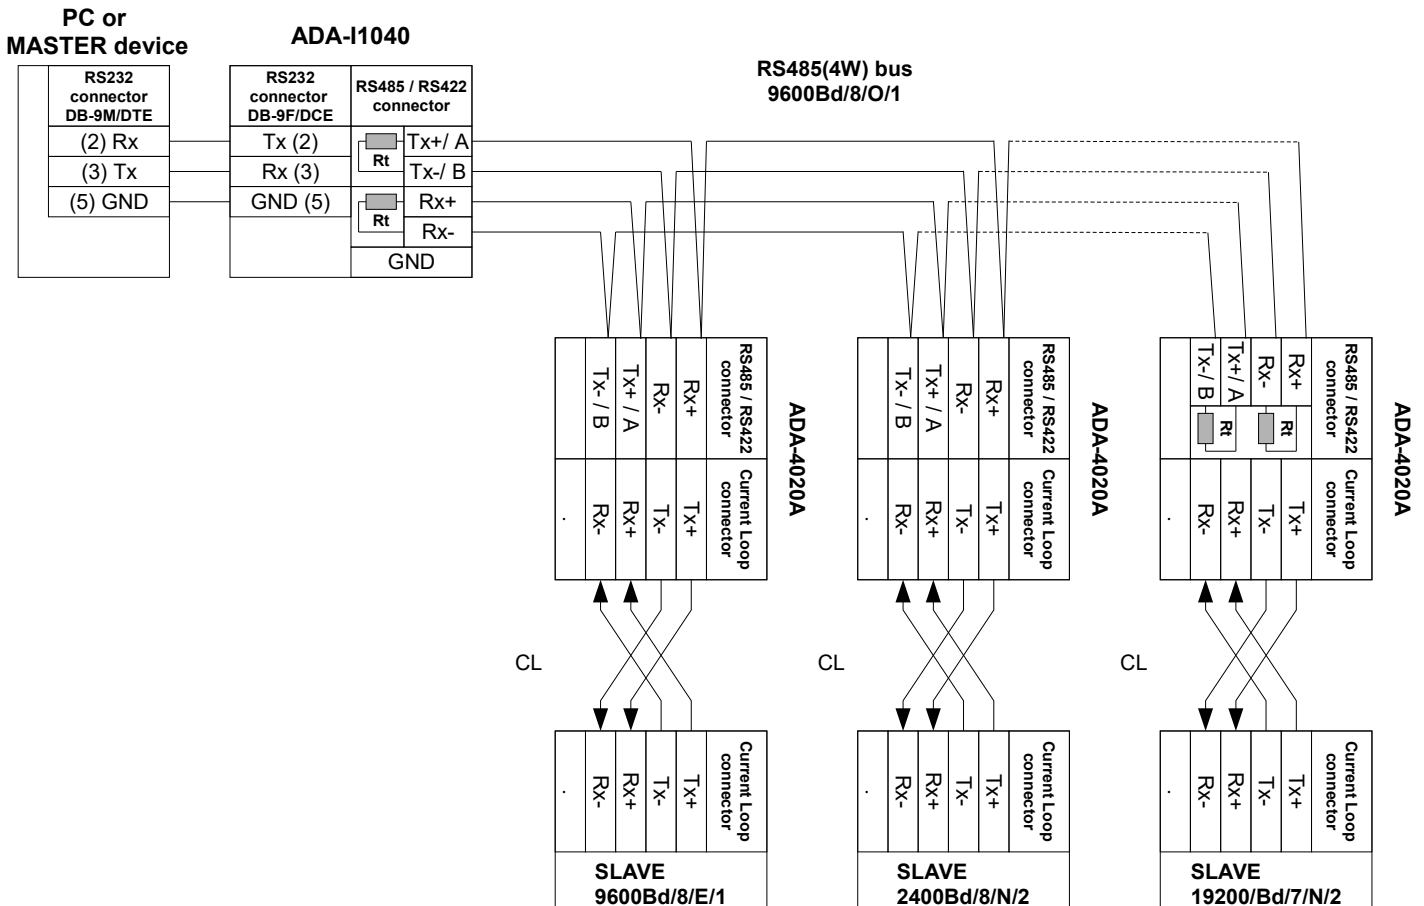 PC or
MASTER device
ADA-I1040
RS485(4W) bus
9600Bd/8/O/1
RS232
connector
DB-9M/DTE
(2) Rx
(3) Tx
(5) GND
RS232
connector
DB-9F/DCE
Tx (2)
Rx (3)
GND (5)
RS485 / RS422
connector
Rt
Tx+/ A
Tx-/ B
Rt
Rx+
Rx-
GND
Tx- / B
Tx+ / A
Rx-
Rx+
RS485 / RS422
connector
ADA-4020A
.
Rx-
Rx+
Tx-
Tx+
Current Loop
connector
CL
.
Rx-
Rx+
Tx-
Tx+
Current Loop
connector
SLAVE
9600Bd/8/E/1
Tx- / B
Tx+ / A
Rx-
Rx+
RS485 / RS422
connector
ADA-4020A
.
Rx-
Rx+
Tx-
Tx+
Current Loop
connector
CL
.
Rx-
Rx+
Tx-
Tx+
Current Loop
connector
SLAVE
2400Bd/8/N/2
Tx-/ B
Tx+/ A
Rx-
Rx+
Rt
Rt
RS485 / RS422
connector
ADA-4020A
.
Rx-
Rx+
Tx-
Tx+
Current Loop
connector
CL
.
Rx-
Rx+
Tx-
Tx+
Current Loop
connector
SLAVE
19200/Bd/7/N/2